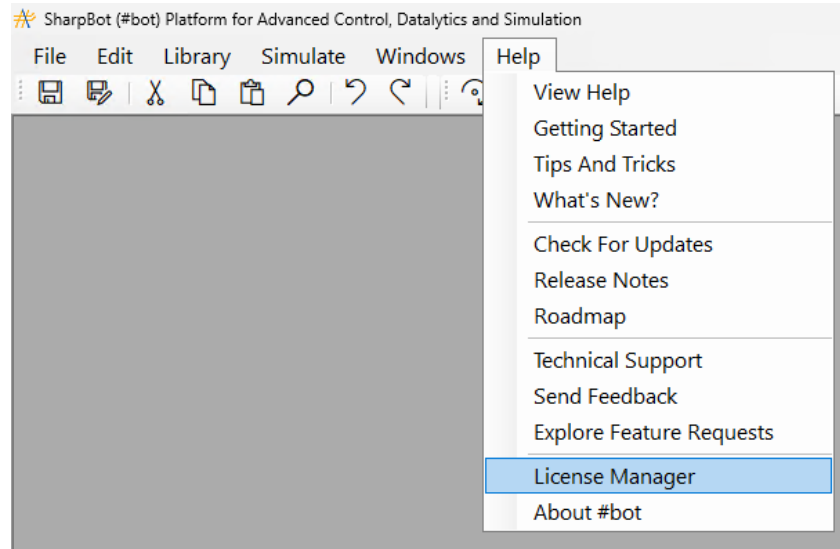 SharpBot (#bot) Platform for Advanced Control, Datalytics and Simulation
File Edit Library Simulate Windows Help
View Help
Getting Started
Tips And Tricks
What's New?
Check For Updates
Release Notes
Roadmap
Technical Support
Send Feedback
Explore Feature Requests
License Manager
About #bot